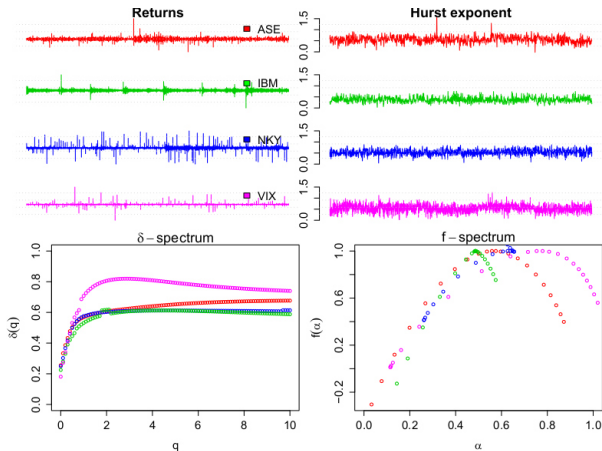 Returns
Hurst exponent
ASE
IBM
NKY
VIX
0.0 0.5 1.0 1.5
0.0 0.5 1.0 1.5
0.0 0.5 1.0 1.5
0.0 0.5 1.0 1.5
δ − spectrum
0.0 0.2 0.4 0.6 0.8 1.0
δ(q)
0 2 4 6 8 10
q
f − spectrum
−0.2 0.2 0.6 1.0
f(α)
0.0 0.2 0.4 0.6 0.8 1.0
α